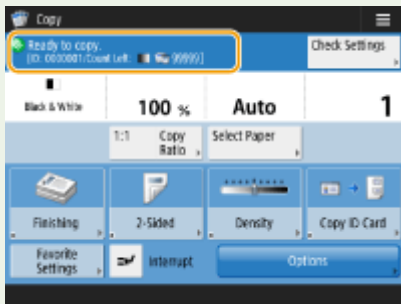 Copy
Ready to copy.
[ID: 0000001/Count Left: 99999]
Check Settings
Black & White
100 %
Auto
1
1:1 Copy Ratio
Select Paper
Finishing
2-Sided
Density
Copy ID Card
Favorite Settings
Interrupt
Options